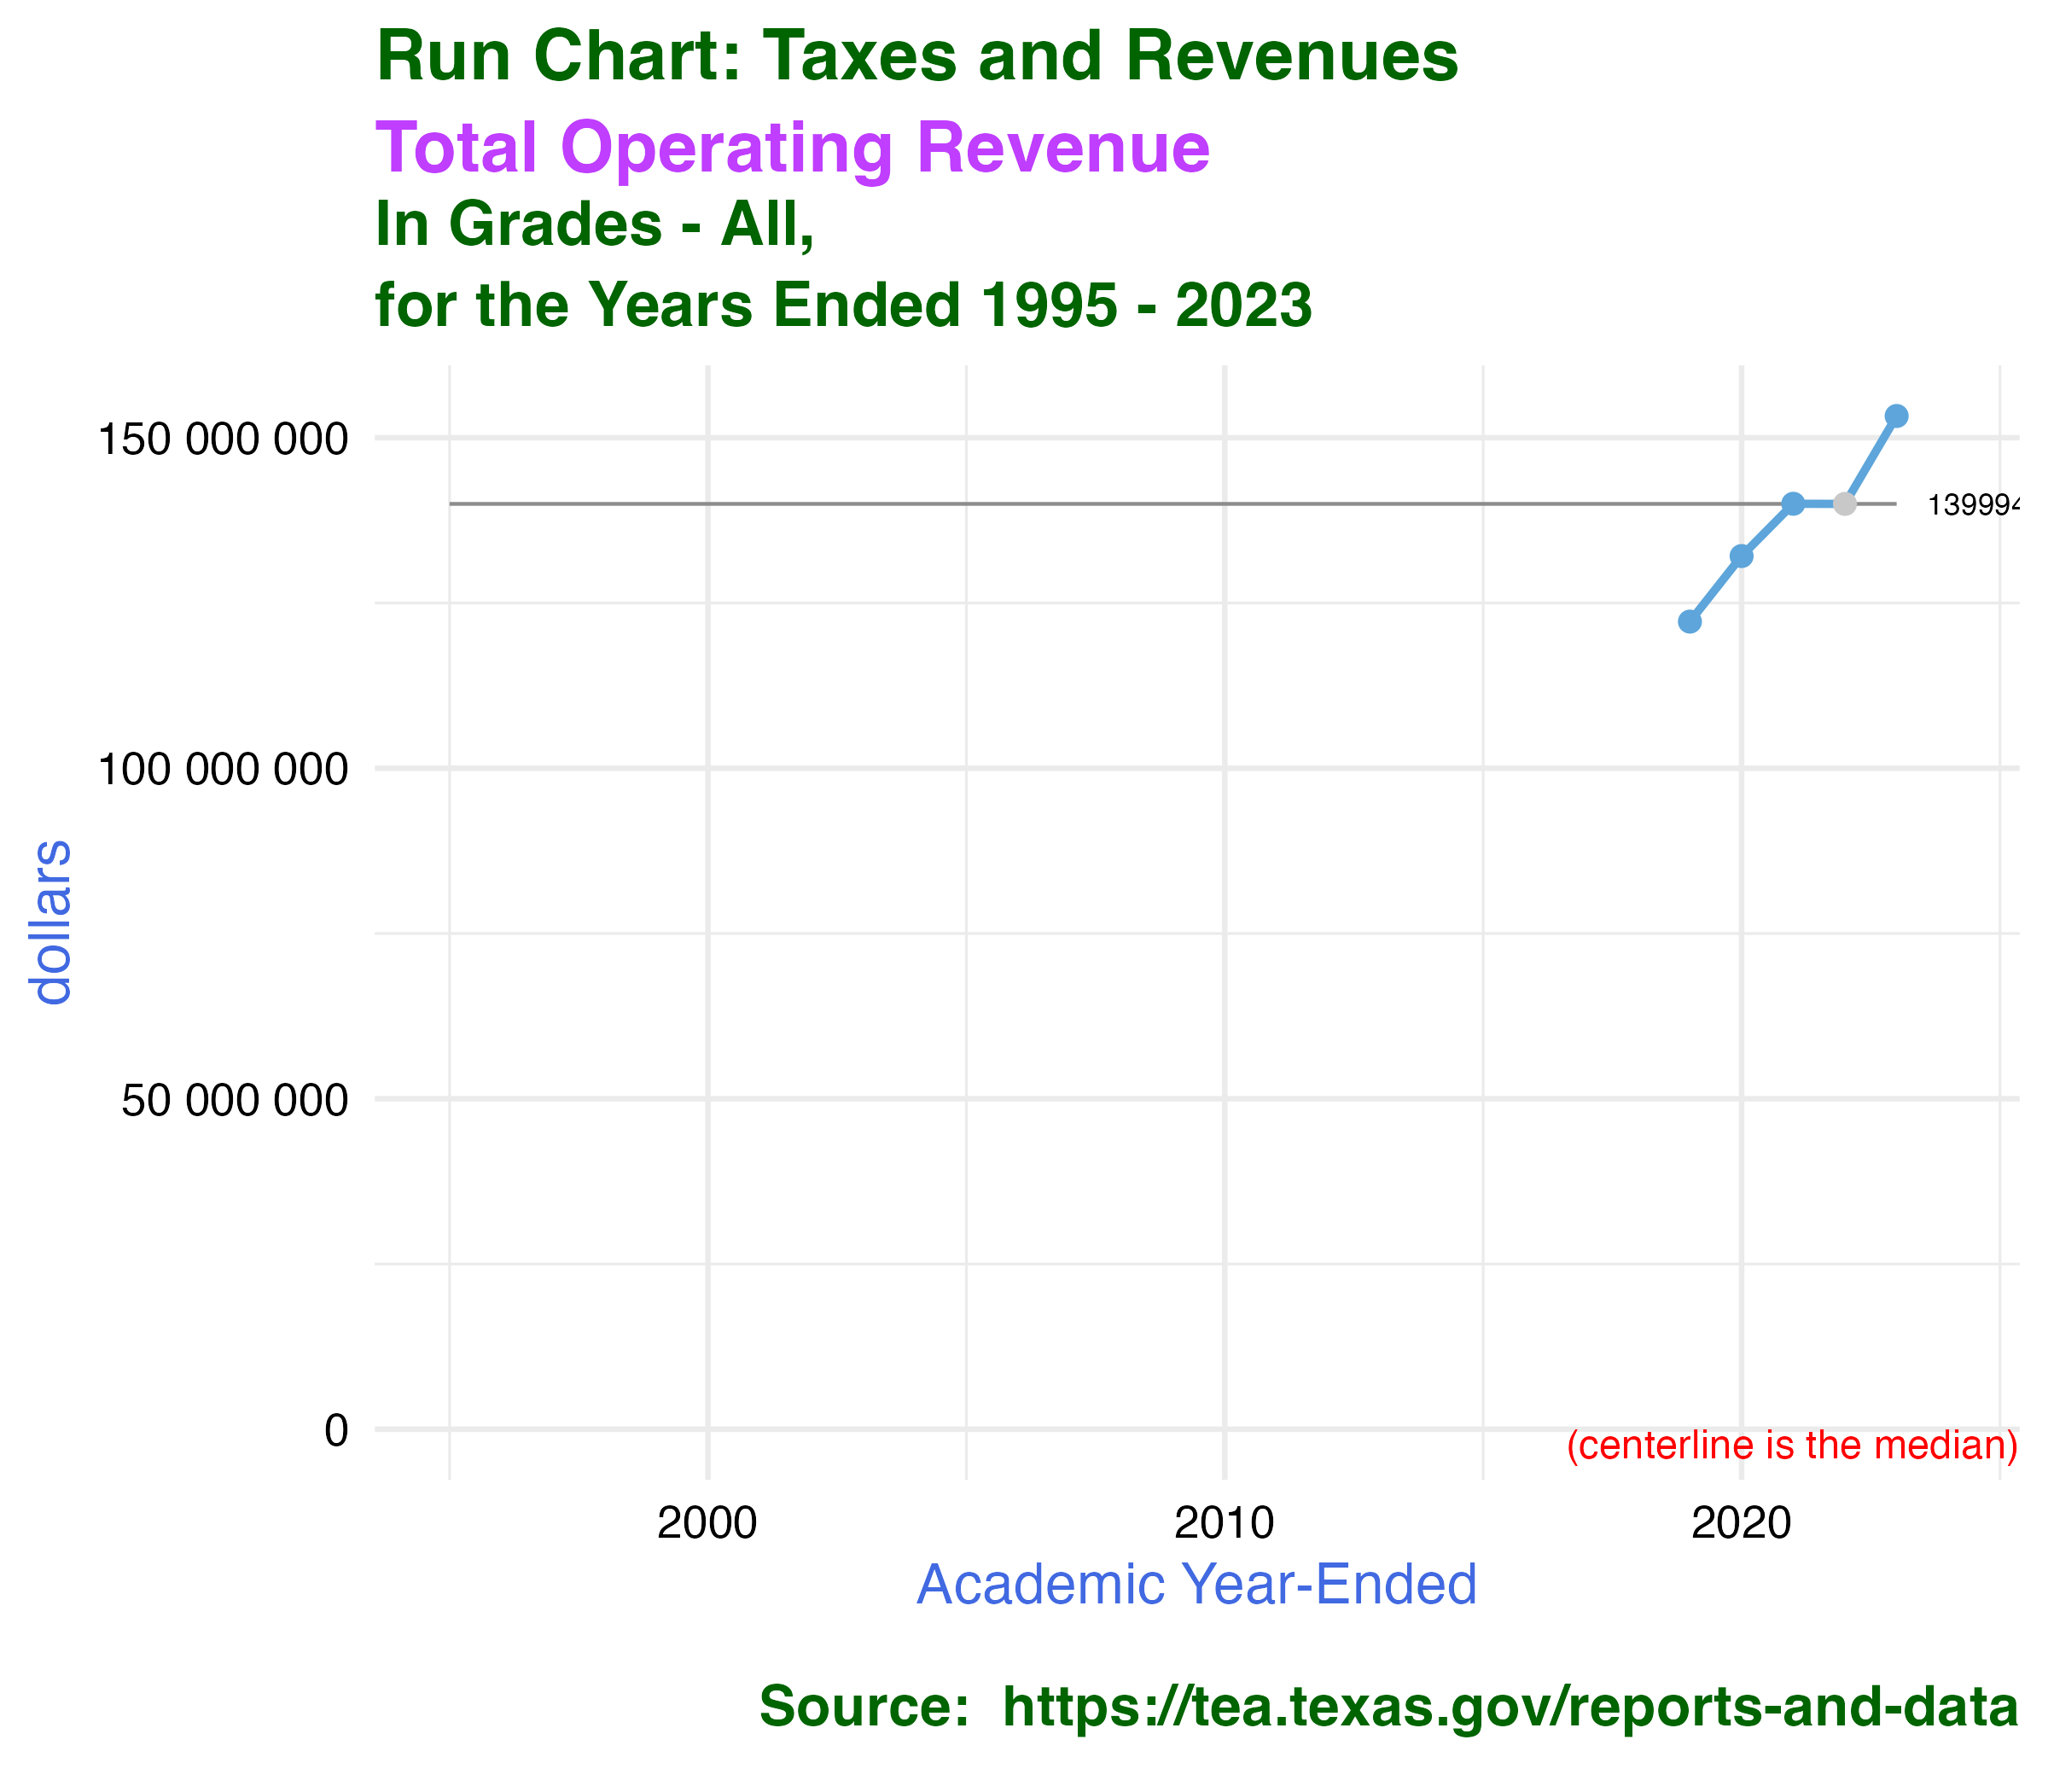 Run Chart: Taxes and Revenues
Total Operating Revenue
In Grades - All,
for the Years Ended 1995 - 2023
150 000 000
139994
100 000 000
dollars
50 000 000
0
(centerline is the median)
2000
2010
2020
Academic Year-Ended
Source:  https://tea.texas.gov/reports-and-data